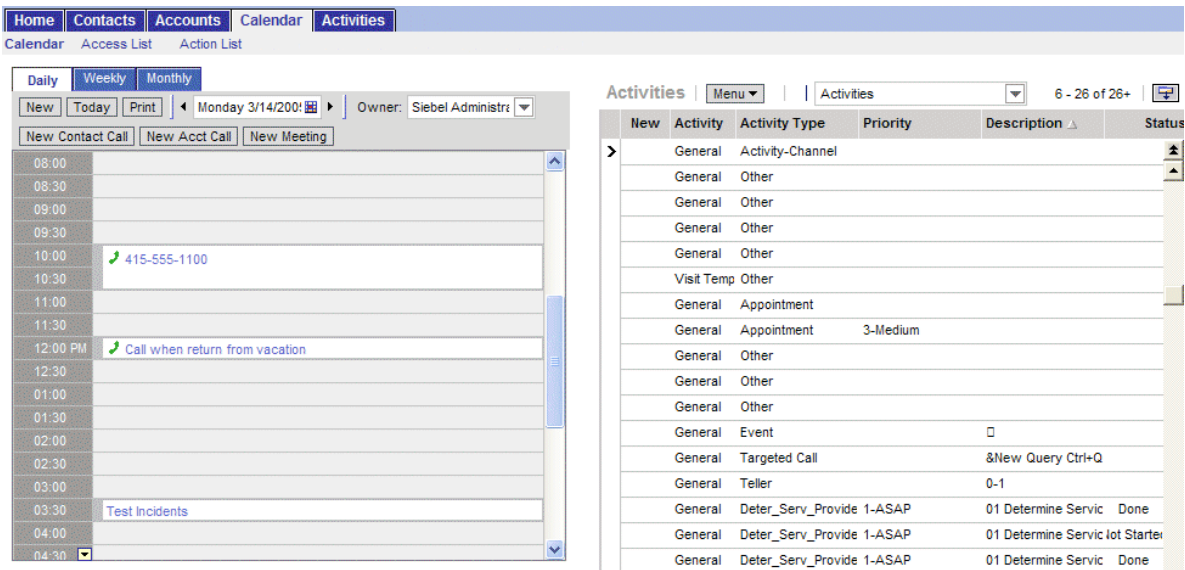 Home Contacts Accounts Calendar Activities
Calendar Access List Action List
Daily Weekly Monthly
New Today Print Monday 3/14/200 Owner: Siebel Administra
New Contact Call New Acct Call New Meeting
08:00
08:30
09:00
09:30
10:00 415-555-1100
10:30
11:00
11:30
12:00 PM Call when return from vacation
12:30
01:00
01:30
02:00
02:30
03:00
03:30 Test Incidents
04:00
04:30
Activities Menu Activities 6 - 26 of 26+
New Activity Activity Type Priority Description Status
General Activity-Channel
General Other
General Other
General Other
General Other
Visit Temp Other
General Appointment
General Appointment 3-Medium
General Other
General Other
General Other
General Event
General Targeted Call &New Query Ctrl+Q
General Teller 0-1
General Deter_Serv_Provide 1-ASAP 01 Determine Servic Done
General Deter_Serv_Provide 1-ASAP 01 Determine Servic lot Started
General Deter_Serv_Provide 1-ASAP 01 Determine Servic Done